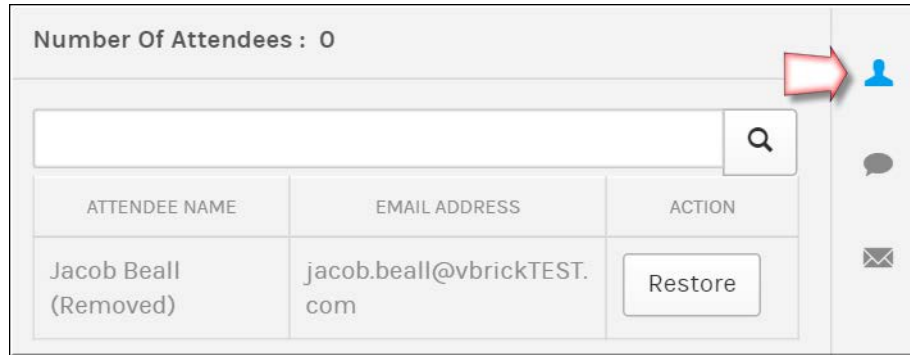 Number Of Attendees : 0
ATTENDEE NAME EMAIL ADDRESS ACTION
Jacob Beall jacob.beall@vbrickTEST. Restore
(Removed) com